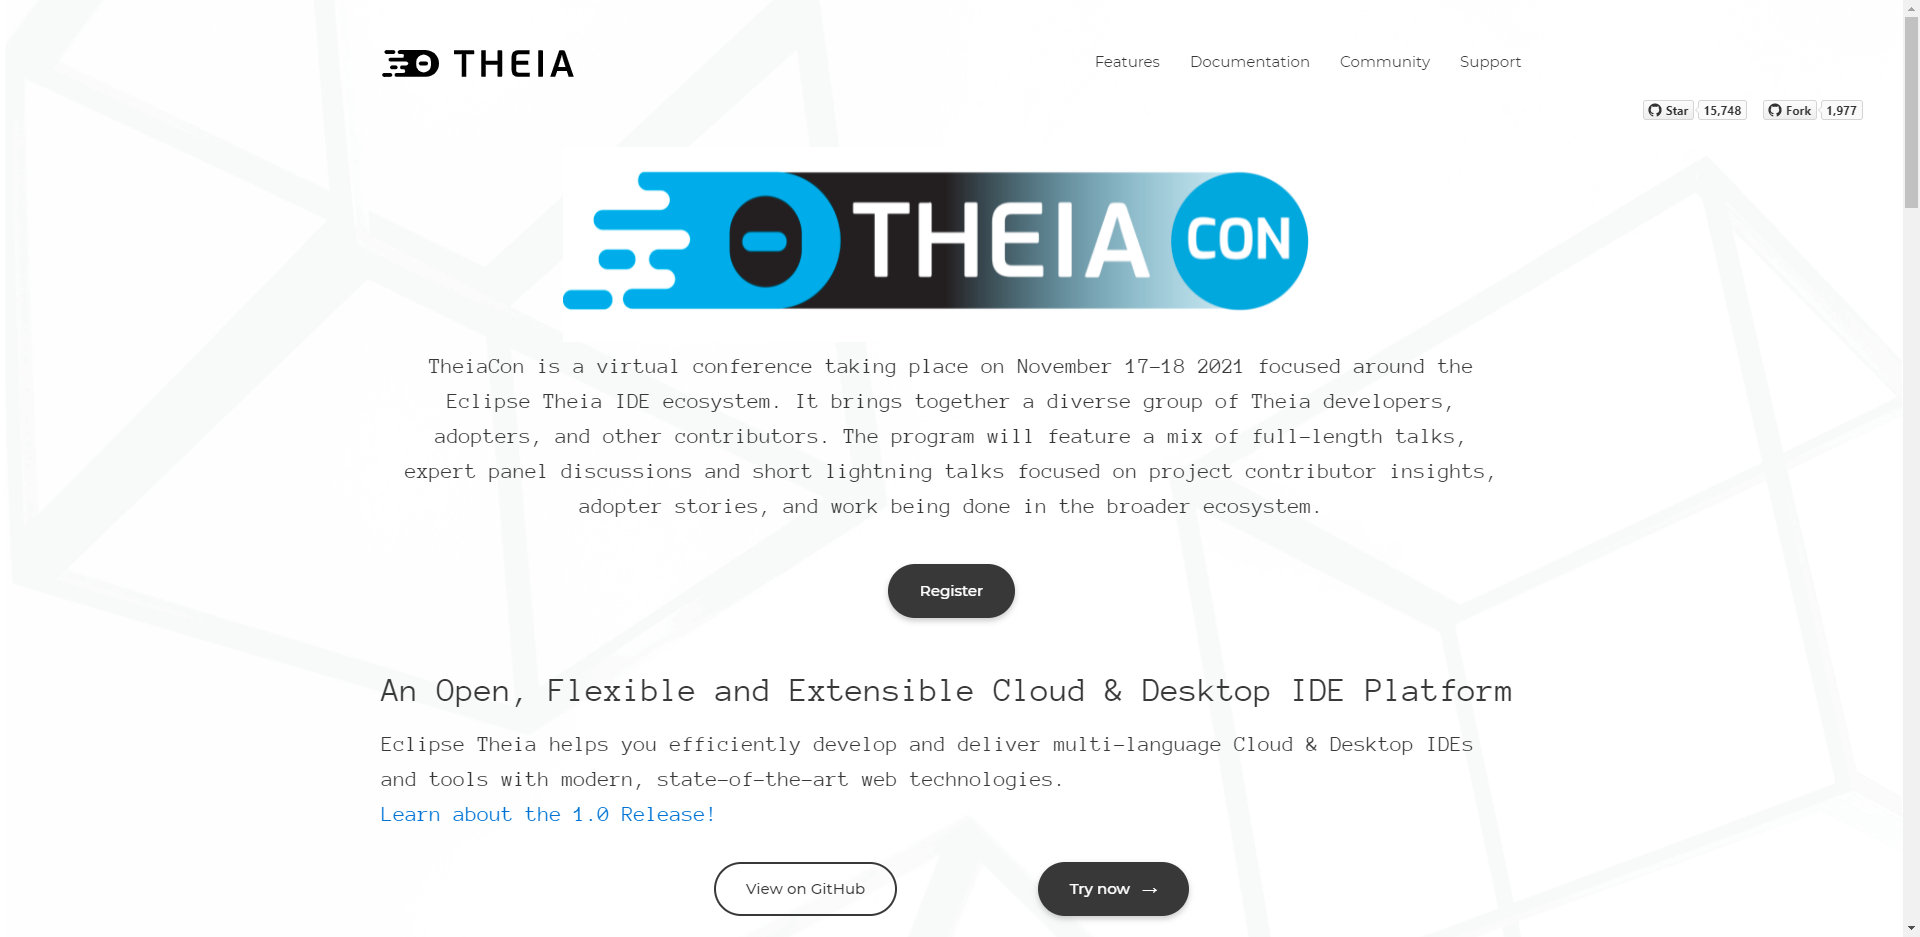 THEIA
Features Documentation Community Support
Star 15,748 Fork 1,977
THEIA CON
TheiaCon is a virtual conference taking place on November 17-18 2021 focused around the
Eclipse Theia IDE ecosystem. It brings together a diverse group of Theia developers,
adopters, and other contributors. The program will feature a mix of full-length talks,
expert panel discussions and short lightning talks focused on project contributor insights,
adopter stories, and work being done in the broader ecosystem.
Register
An Open, Flexible and Extensible Cloud & Desktop IDE Platform
Eclipse Theia helps you efficiently develop and deliver multi-language Cloud & Desktop IDEs
and tools with modern, state-of-the-art web technologies.
Learn about the 1.0 Release!
View on GitHub Try now →